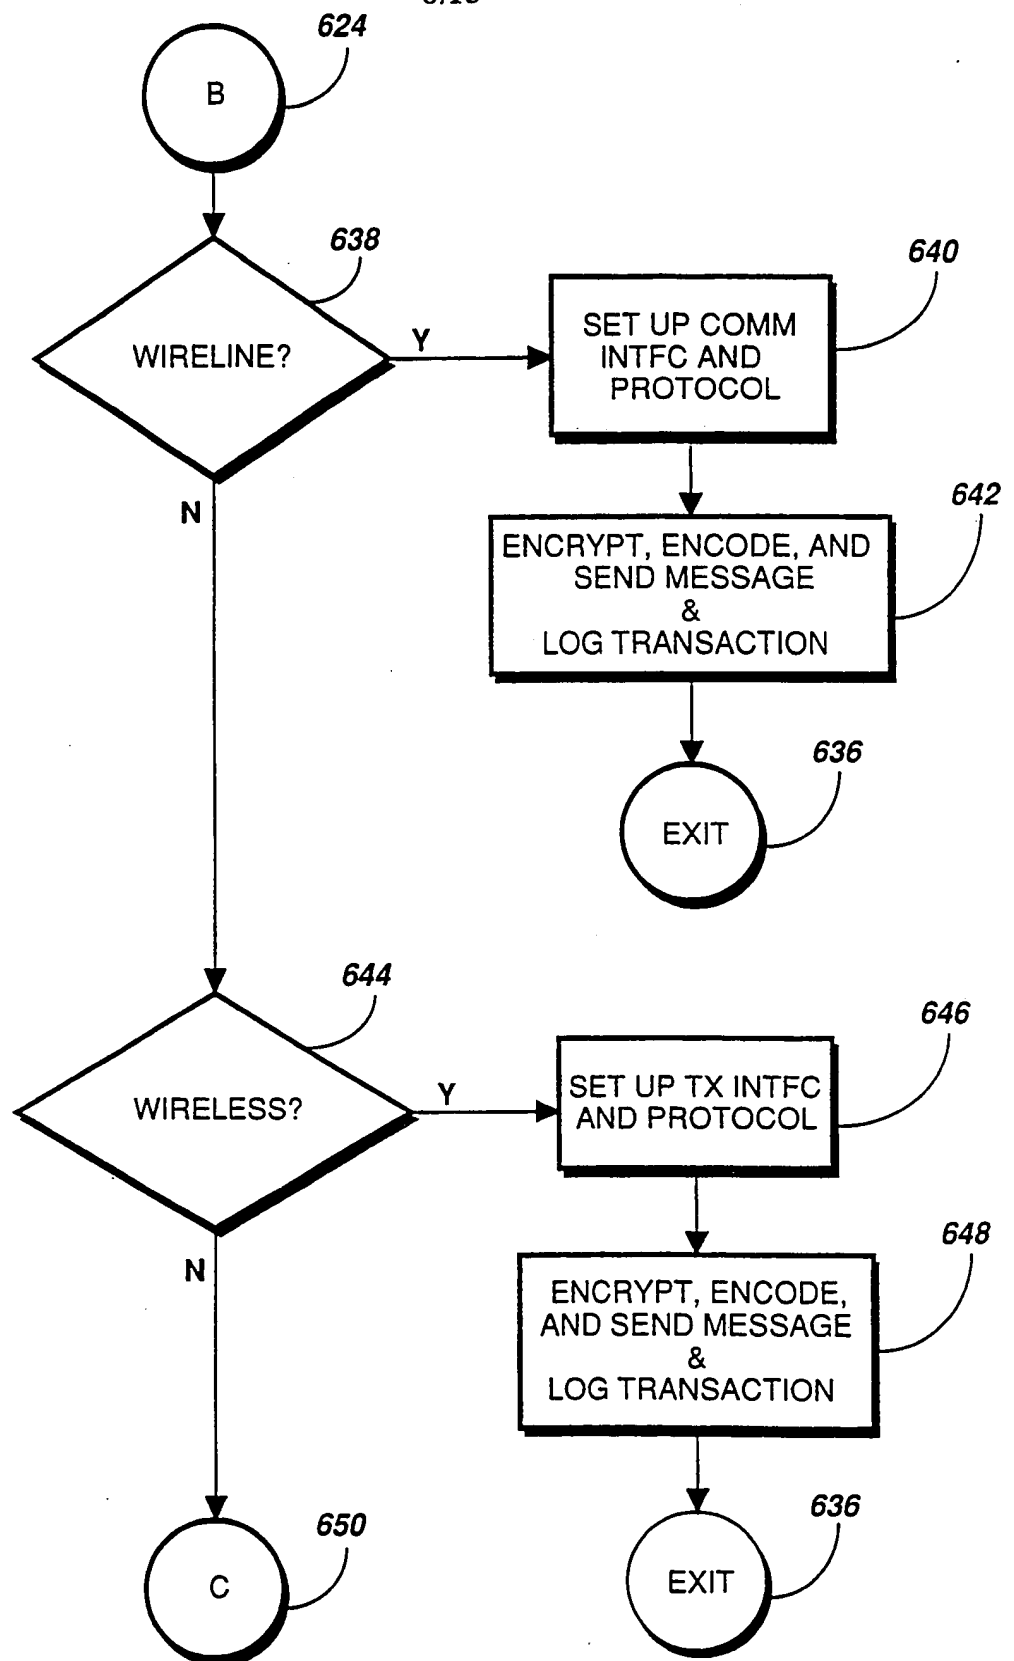 624
B
638
WIRELINE?
Y
640
SET UP COMM
INTFC AND
PROTOCOL
N
642
ENCRYPT, ENCODE, AND
SEND MESSAGE
&
LOG TRANSACTION
636
EXIT
644
WIRELESS?
Y
646
SET UP TX INTFC
AND PROTOCOL
N
648
ENCRYPT, ENCODE,
AND SEND MESSAGE
&
LOG TRANSACTION
650
C
636
EXIT